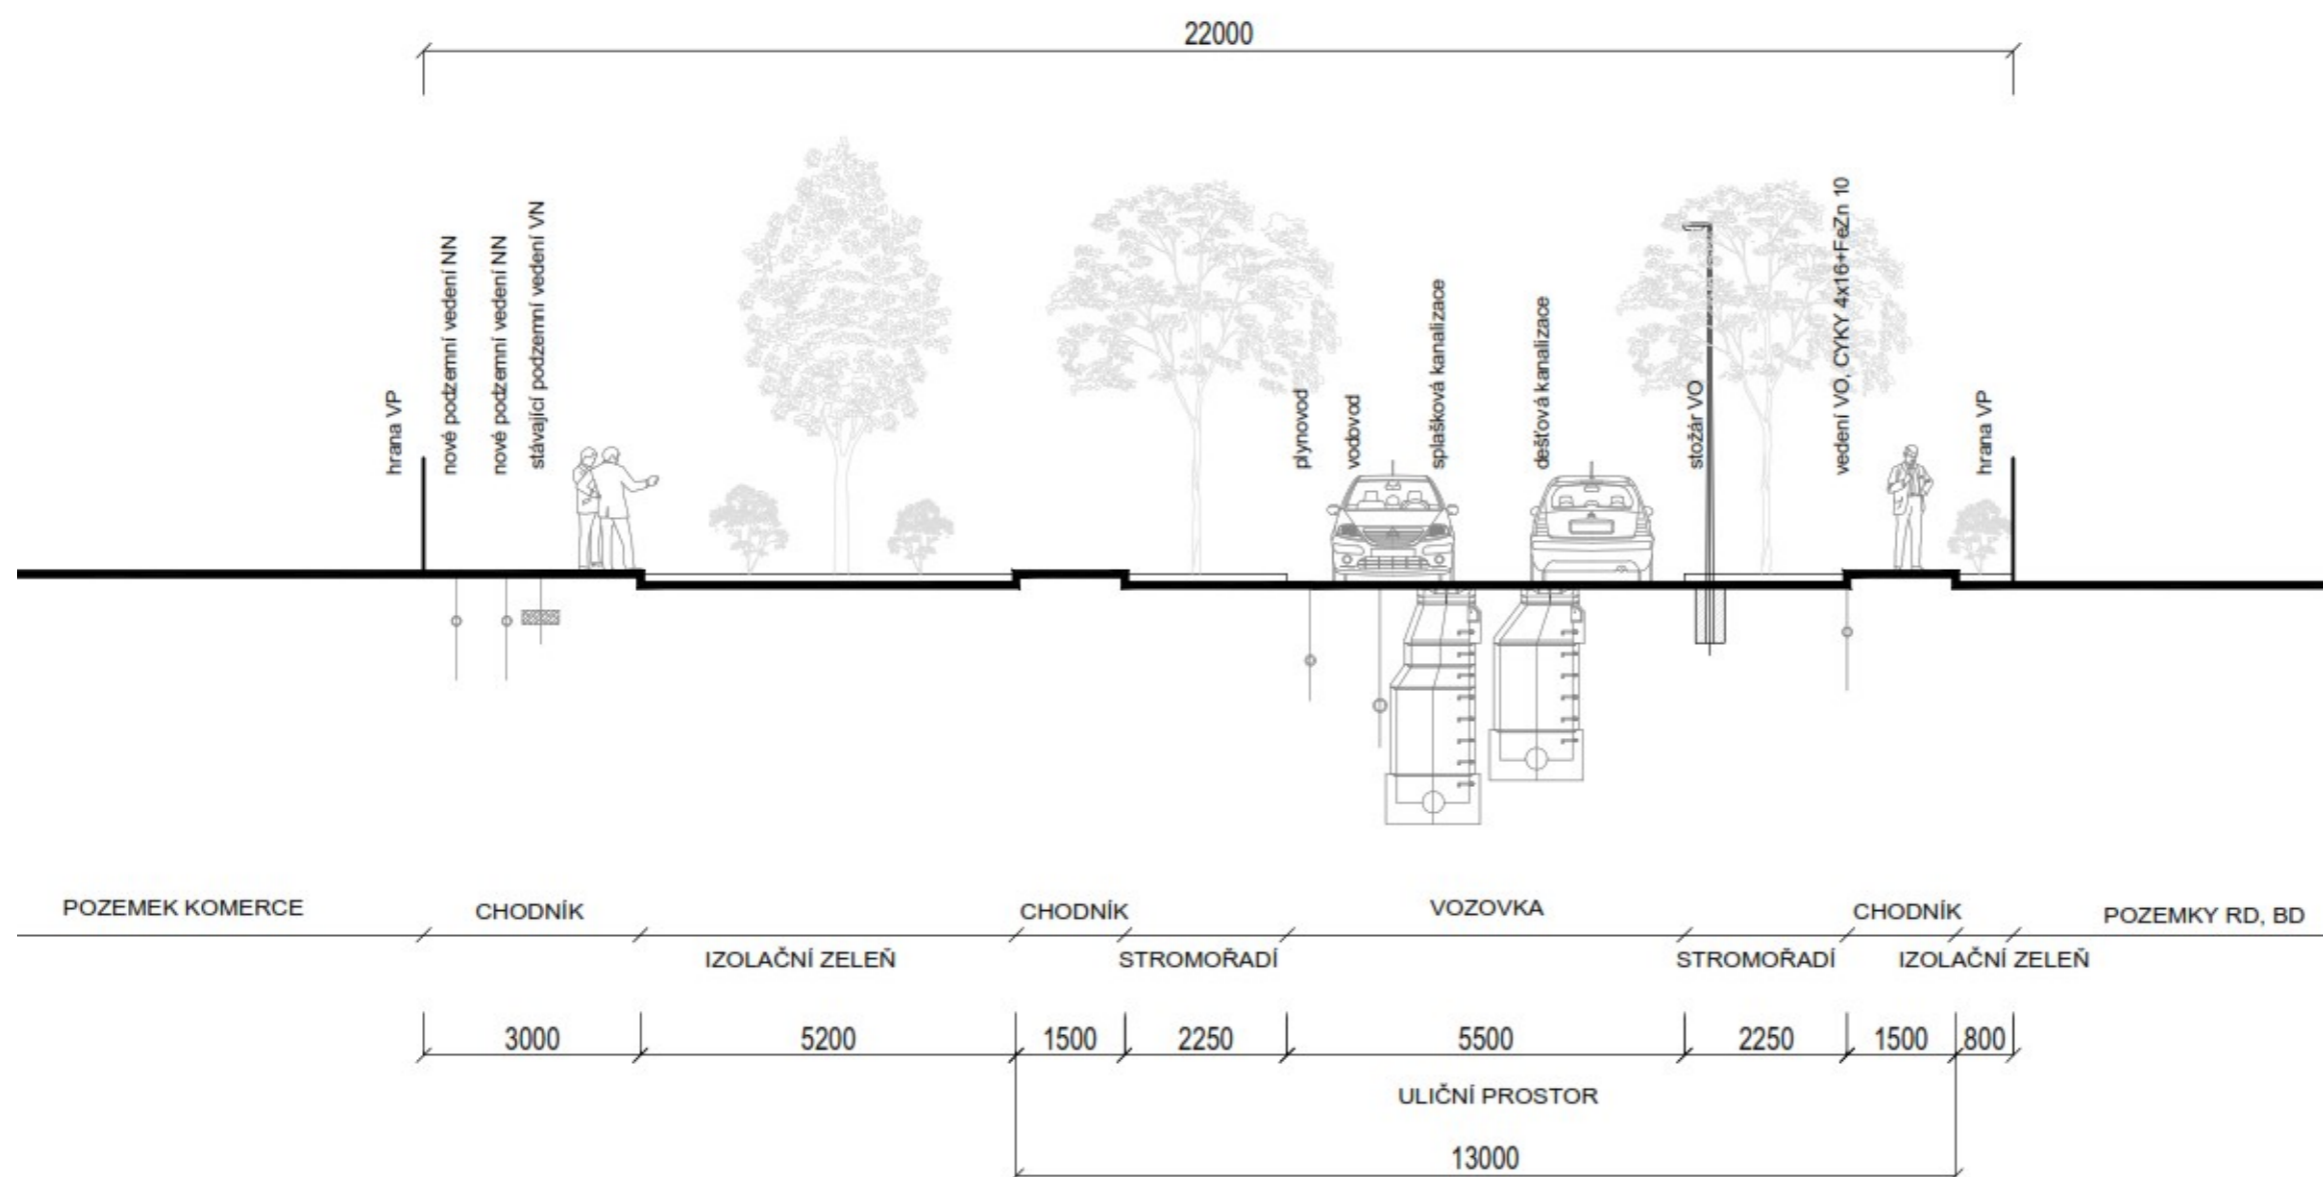 22000
hrana VP
nové podzemní vedení NN
nové podzemní vedení NN
stávající podzemní vedení VN
plynovod
vodovod
splašková kanalizace
dešťová kanalizace
stožár VO
vedení VO, CYKY 4x16+FeZn 10
hrana VP
POZEMEK KOMERCE
CHODNÍK
CHODNÍK
VOZOVKA
CHODNÍK
POZEMKY RD, BD
IZOLAČNÍ ZELEŇ
STROMOŘADÍ
STROMOŘADÍ
IZOLAČNÍ ZELEŇ
3000
5200
1500
2250
5500
2250
1500
800
ULIČNÍ PROSTOR
13000